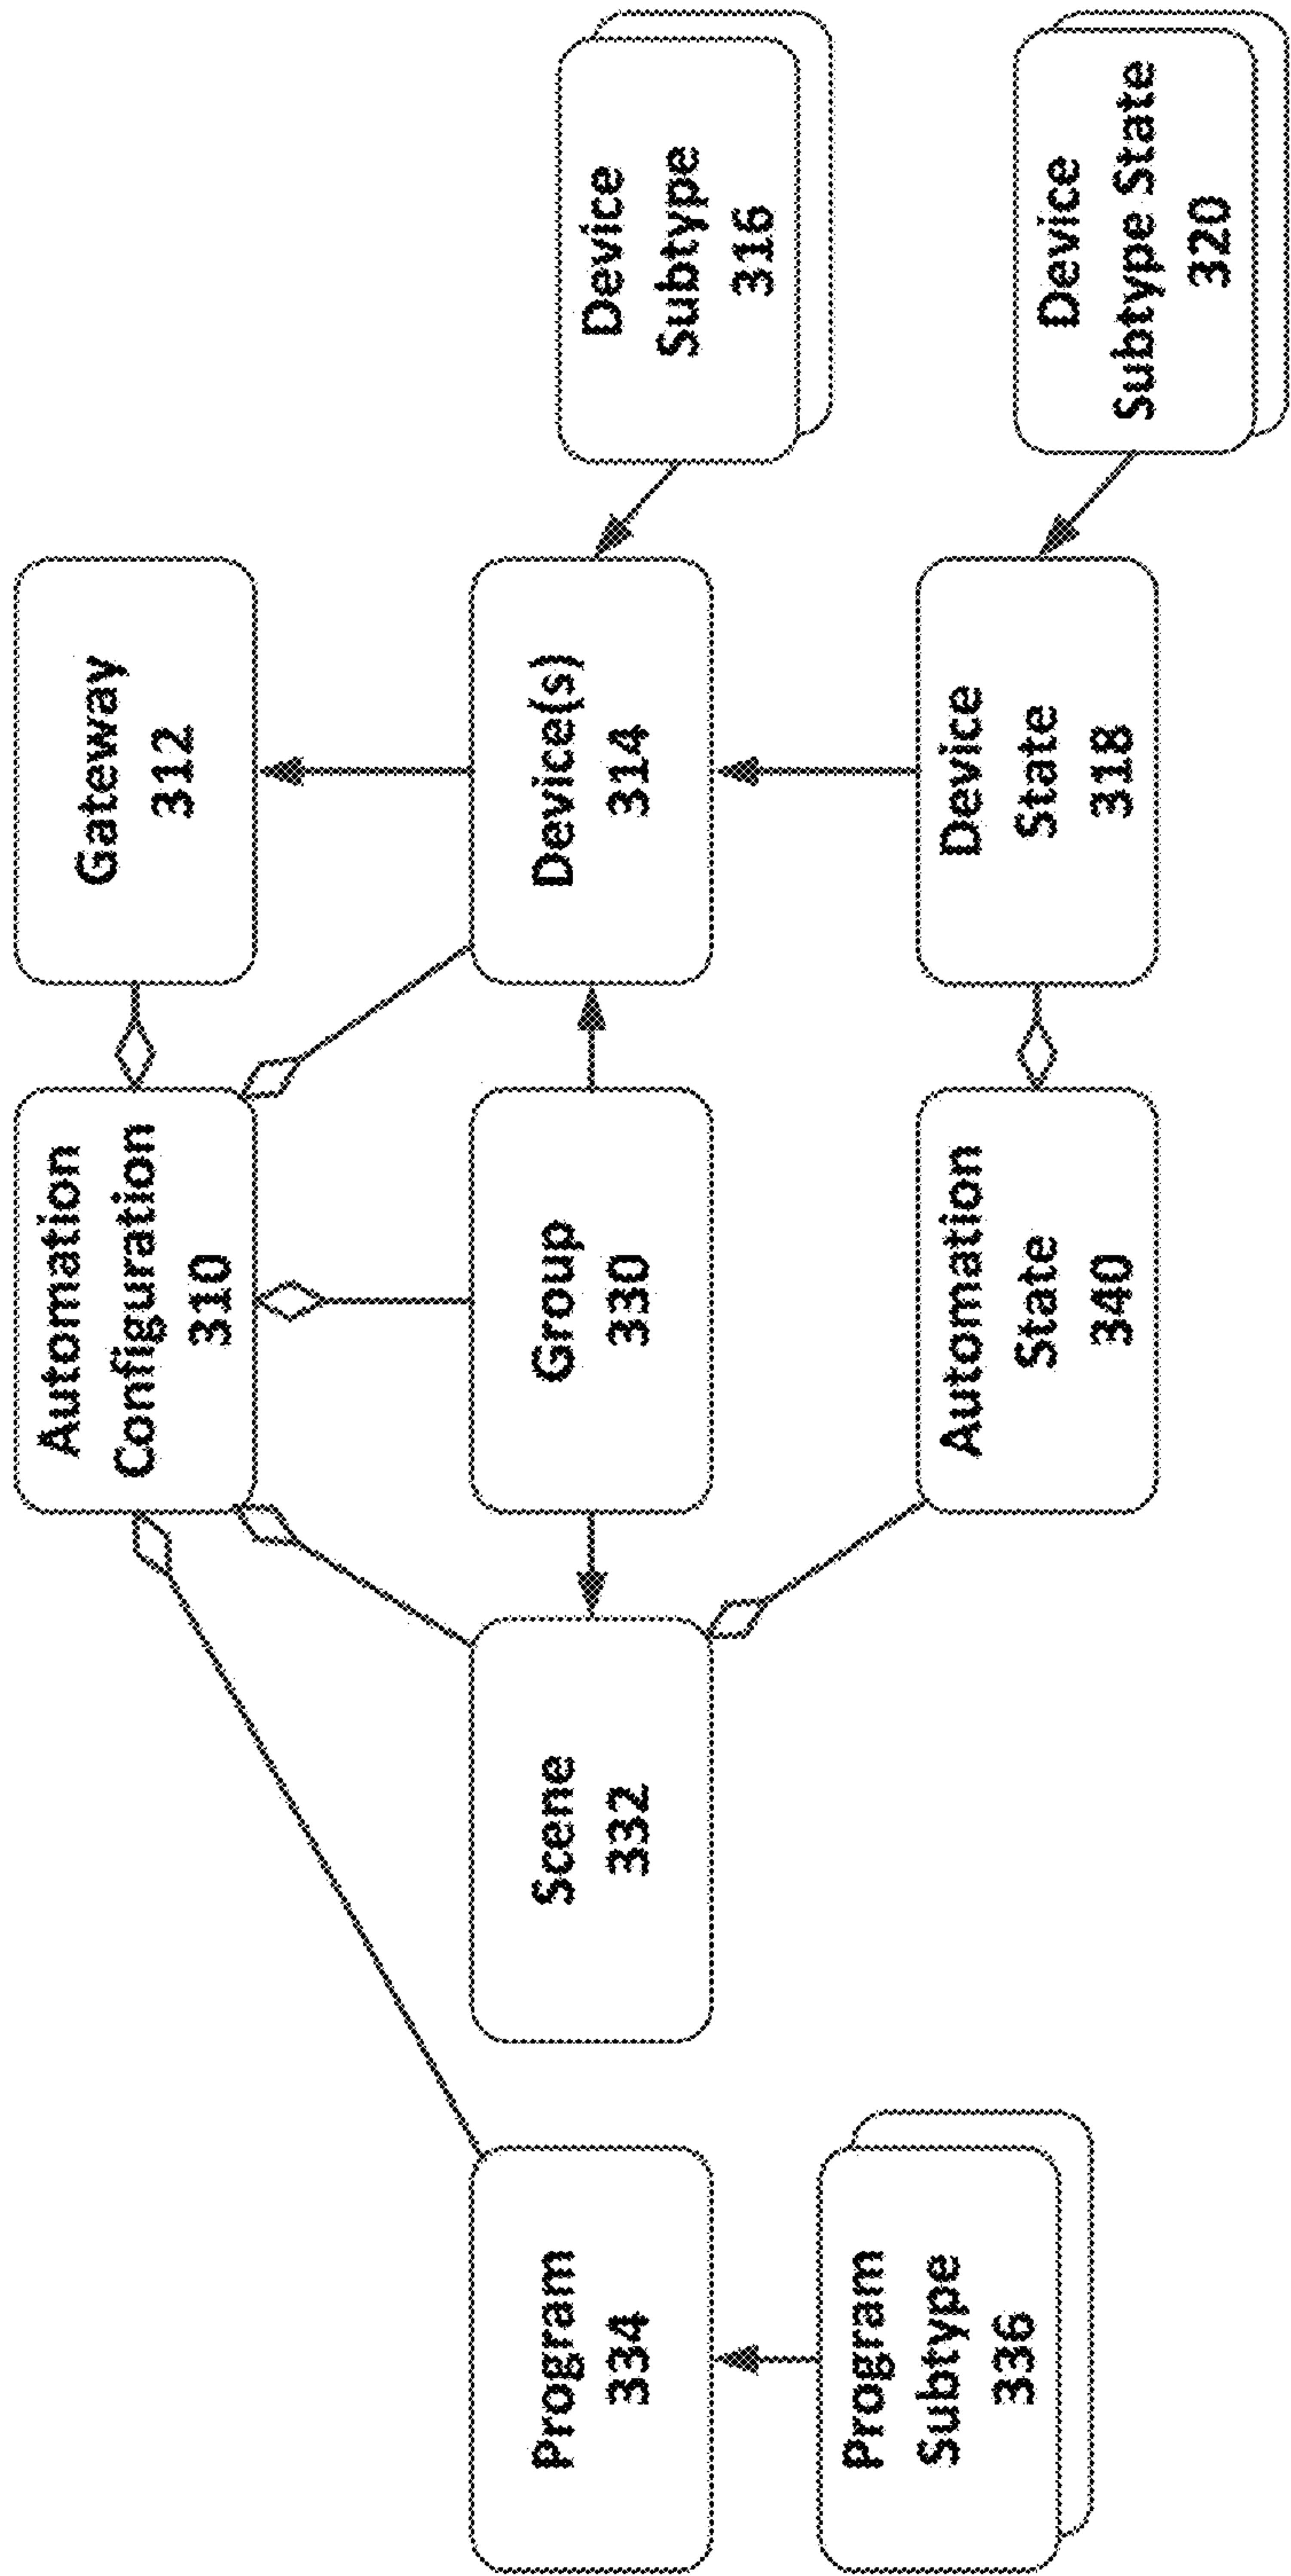 Automation
Configuration
310
Gateway
312
Program
334
Scene
332
Group
330
Device(s)
314
Device
Subtype
316
Program
Subtype
336
Automation
State
340
Device
State
318
Device
Subtype State
320